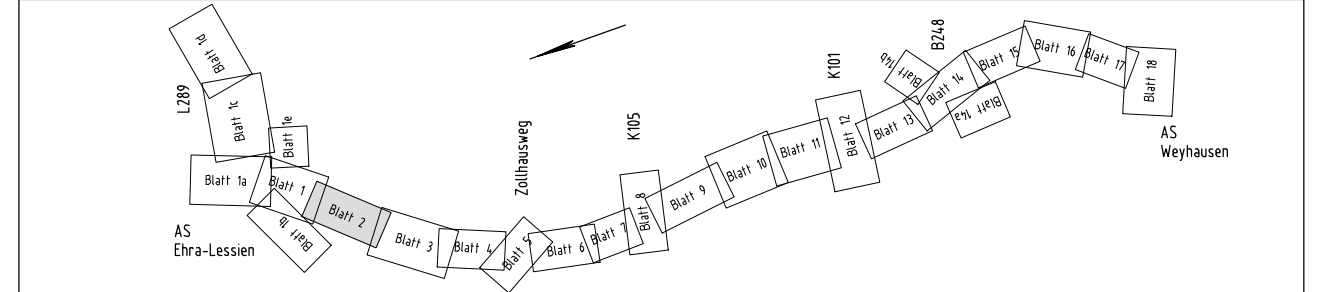 Blatt 1d
L289
Blatt 1c
Blatt 1e
Blatt 1a
Blatt 1
Blatt 1b
AS
Ehra-Lessien
Blatt 2
Blatt 3
Blatt 4
Zollhausweg
Blatt 5
Blatt 6
Blatt 7
K105
Blatt 8
Blatt 9
Blatt 10
Blatt 11
K101
Blatt 12
Blatt 13
Blatt 14b
B248
Blatt 14
Blatt 14a
Blatt 15
Blatt 16
Blatt 17
Blatt 18
AS
Weyhausen